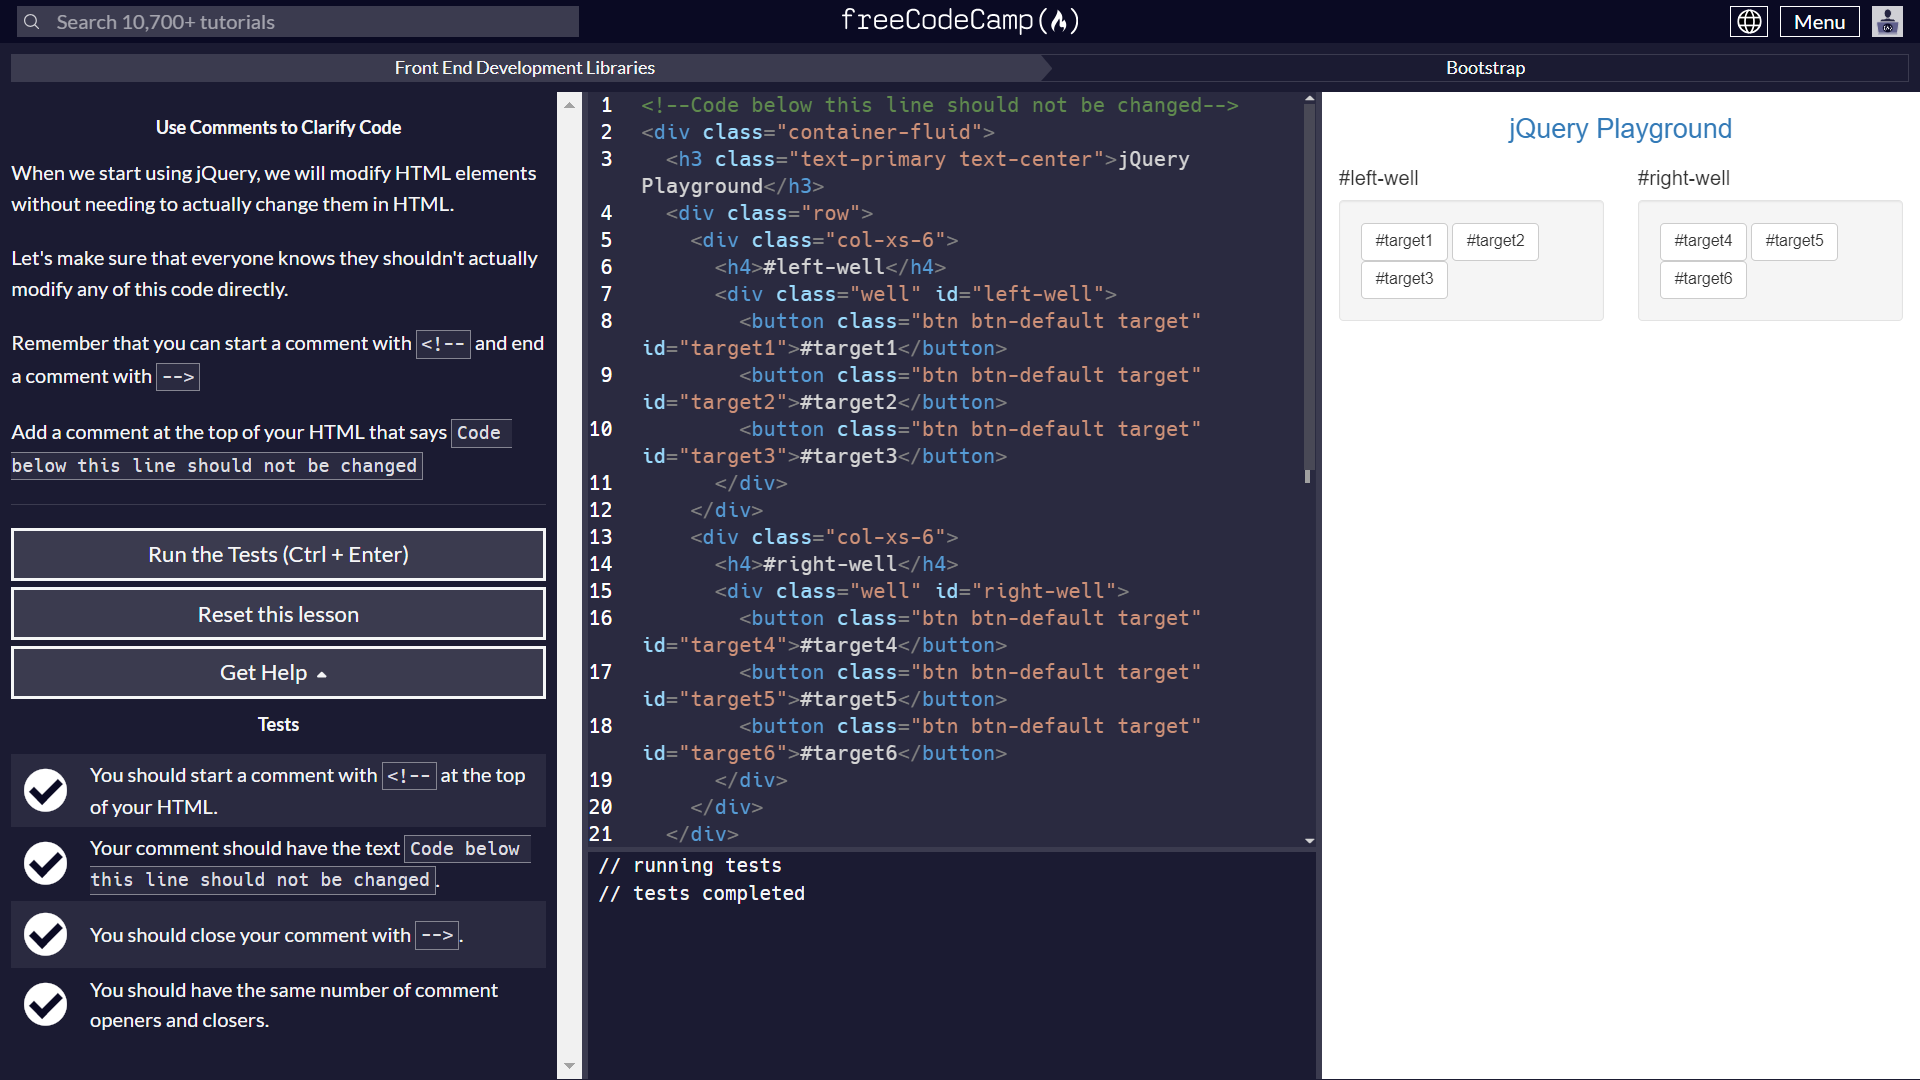 Search 10,700+ tutorials
freeCodeCamp
Menu
Front End Development Libraries
Bootstrap
Use Comments to Clarify Code
When we start using jQuery, we will modify HTML elements
without needing to actually change them in HTML.
Let's make sure that everyone knows they shouldn't actually
modify any of this code directly.
Remember that you can start a comment with <!-- and end
a comment with -->
Add a comment at the top of your HTML that says Code
below this line should not be changed
Run the Tests (Ctrl + Enter)
Reset this lesson
Get Help
Tests
You should start a comment with <!-- at the top
of your HTML.
Your comment should have the text Code below
this line should not be changed.
You should close your comment with -->.
You should have the same number of comment
openers and closers.
1 <!--Code below this line should not be changed-->
2 <div class="container-fluid">
3 <h3 class="text-primary text-center">jQuery
Playground</h3>
4 <div class="row">
5 <div class="col-xs-6">
6 <h4>#left-well</h4>
7 <div class="well" id="left-well">
8 <button class="btn btn-default target"
id="target1">#target1</button>
9 <button class="btn btn-default target"
id="target2">#target2</button>
10 <button class="btn btn-default target"
id="target3">#target3</button>
11 </div>
12 </div>
13 <div class="col-xs-6">
14 <h4>#right-well</h4>
15 <div class="well" id="right-well">
16 <button class="btn btn-default target"
id="target4">#target4</button>
17 <button class="btn btn-default target"
id="target5">#target5</button>
18 <button class="btn btn-default target"
id="target6">#target6</button>
19 </div>
20 </div>
21 </div>
// running tests
// tests completed
jQuery Playground
#left-well
#target1 #target2
#target3
#right-well
#target4 #target5
#target6